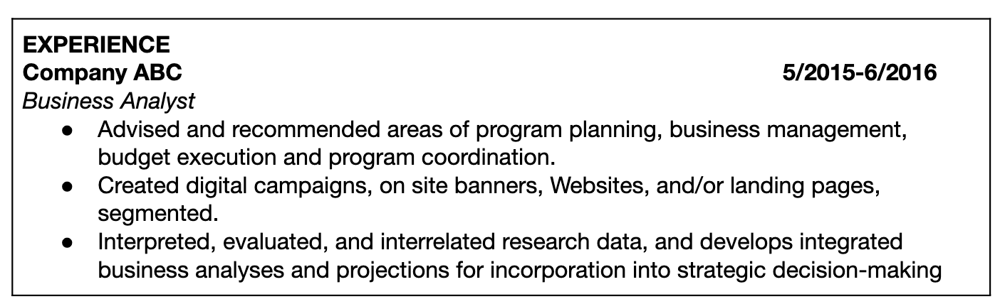 EXPERIENCE
Company ABC 5/2015-6/2016
Business Analyst
● Advised and recommended areas of program planning, business management,
budget execution and program coordination.
● Created digital campaigns, on site banners, Websites, and/or landing pages,
segmented.
● Interpreted, evaluated, and interrelated research data, and develops integrated
business analyses and projections for incorporation into strategic decision-making